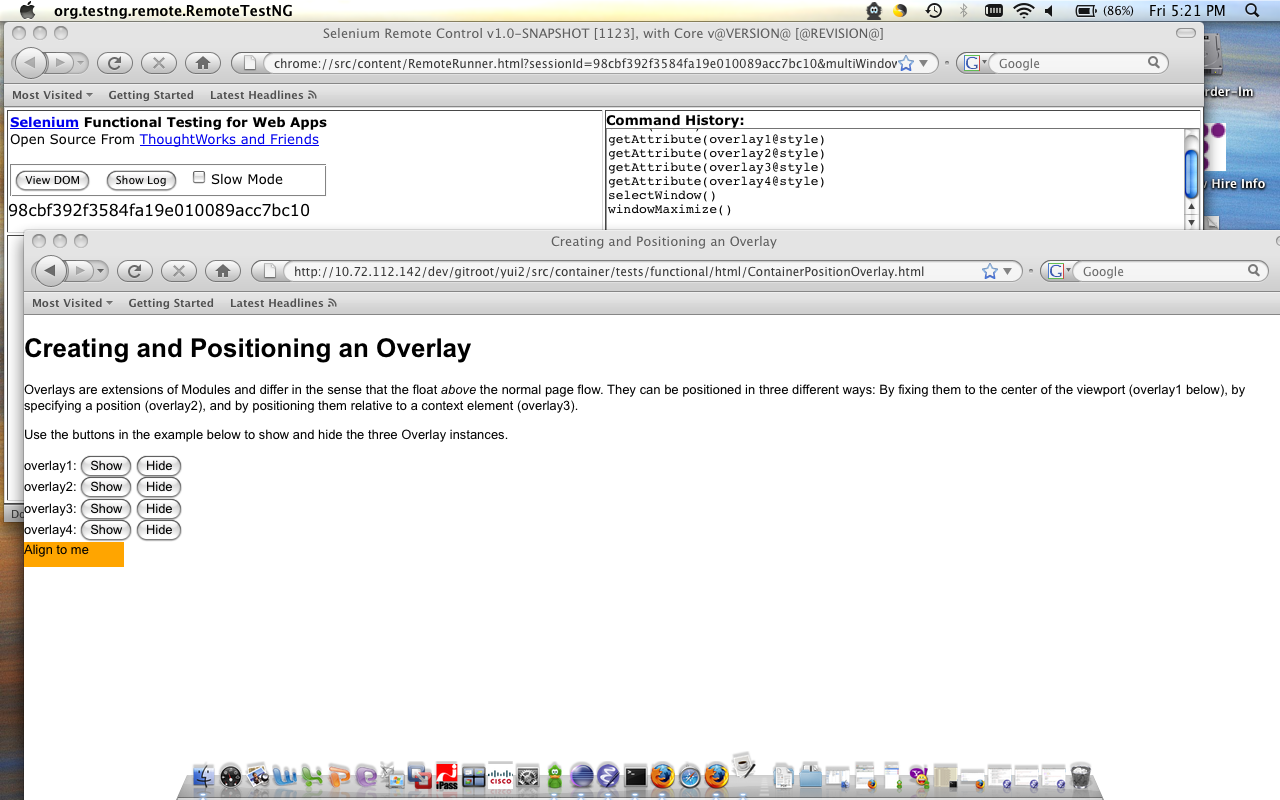 org.testng.remote.RemoteTestNG
(86%) Fri 5:21 PM
Selenium Remote Control v1.0-SNAPSHOT [1123], with Core v@VERSION@ [@REVISION@]
chrome://src/content/RemoteRunner.html?sessionId=98cbf392f3584fa19e010089acc7bc10&multiWindow
Google
Most Visited Getting Started Latest Headlines
Selenium Functional Testing for Web Apps
Open Source From ThoughtWorks and Friends
View DOM Show Log Slow Mode
98cbf392f3584fa19e010089acc7bc10
Command History:
getAttribute(overlay1@style)
getAttribute(overlay2@style)
getAttribute(overlay3@style)
getAttribute(overlay4@style)
selectWindow()
windowMaximize()
rder-Im
Hire Info
Creating and Positioning an Overlay
http://10.72.112.142/dev/gitroot/yui2/src/container/tests/functional/html/ContainerPositionOverlay.html
Google
Most Visited Getting Started Latest Headlines
Creating and Positioning an Overlay
Overlays are extensions of Modules and differ in the sense that the float above the normal page flow. They can be positioned in three different ways: By fixing them to the center of the viewport (overlay1 below), by
specifying a position (overlay2), and by positioning them relative to a context element (overlay3).
Use the buttons in the example below to show and hide the three Overlay instances.
overlay1: Show Hide
overlay2: Show Hide
overlay3: Show Hide
overlay4: Show Hide
Align to me
Do
iPass
CISCO